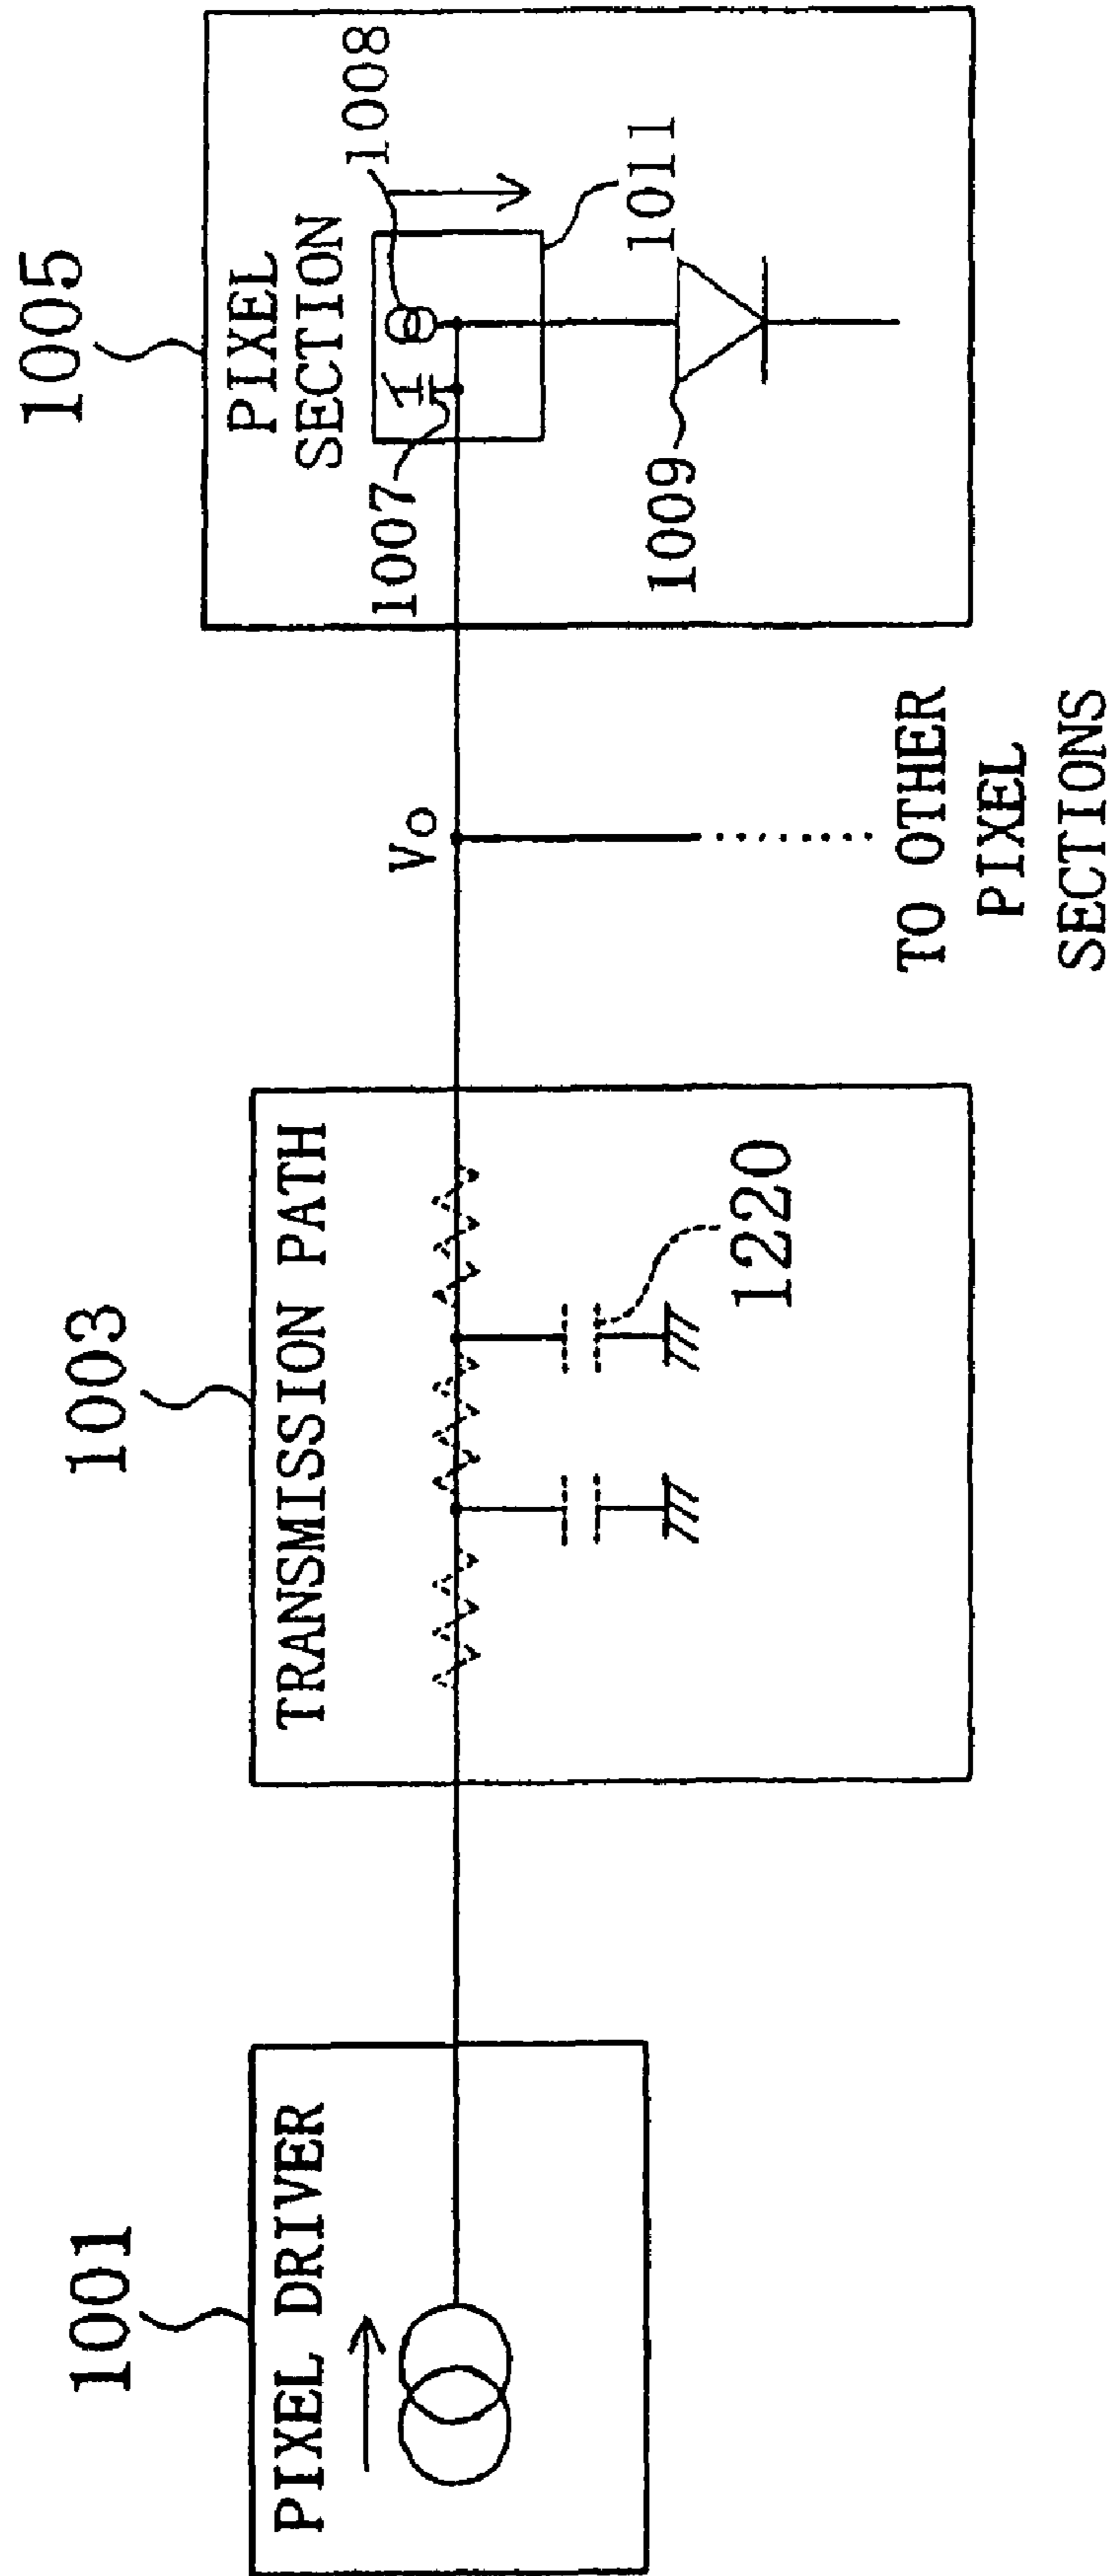 1001
PIXEL DRIVER
1003
TRANSMISSION PATH
1220
Vo
TO OTHER
PIXEL
SECTIONS
1005
PIXEL
SECTION
1007
1008
1009
1011